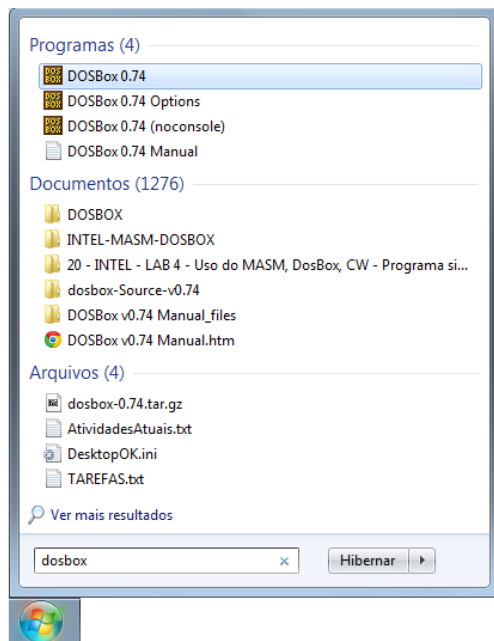 Programas (4)
DOSBox 0.74
DOSBox 0.74 Options
DOSBox 0.74 (noconsole)
DOSBox 0.74 Manual
Documentos (1276)
DOSBOX
INTEL-MASM-DOSBOX
20 - INTEL - LAB 4 - Uso do MASM, DosBox, CW - Programa si...
dosbox-Source-v0.74
DOSBox v0.74 Manual_files
DOSBox v0.74 Manual.htm
Arquivos (4)
dosbox-0.74.tar.gz
AtividadesAtuais.txt
DesktopOK.ini
TAREFAS.txt
Ver mais resultados
dosbox
Hibernar